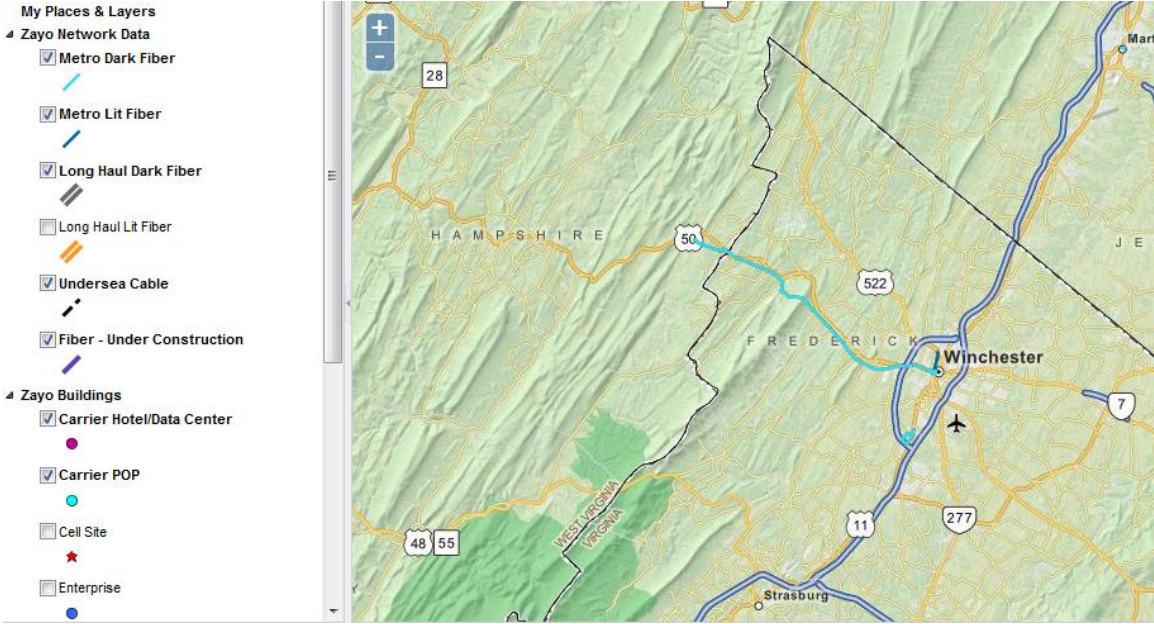 My Places & Layers
Zayo Network Data
Metro Dark Fiber
Metro Lit Fiber
Long Haul Dark Fiber
Long Haul Lit Fiber
Undersea Cable
Fiber - Under Construction
Zayo Buildings
Carrier Hotel/Data Center
Carrier POP
Cell Site
Enterprise
+
-
Mart
28
HAMPSHIRE
50
JE
522
FREDERICK
Winchester
7
WEST VIRGINIA
VIRGINIA
48 55
11
277
Strasburg